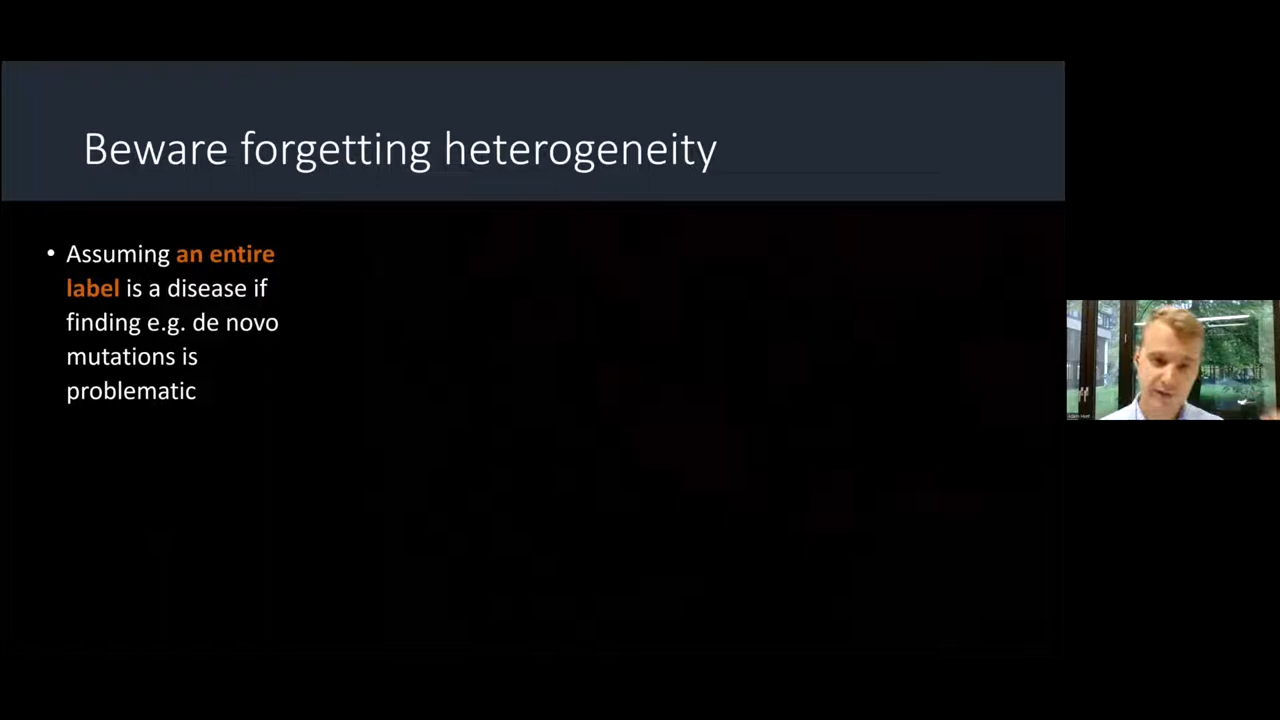 Beware forgetting heterogeneity
• Assuming an entire
label is a disease if
finding e.g. de novo
mutations is
problematic